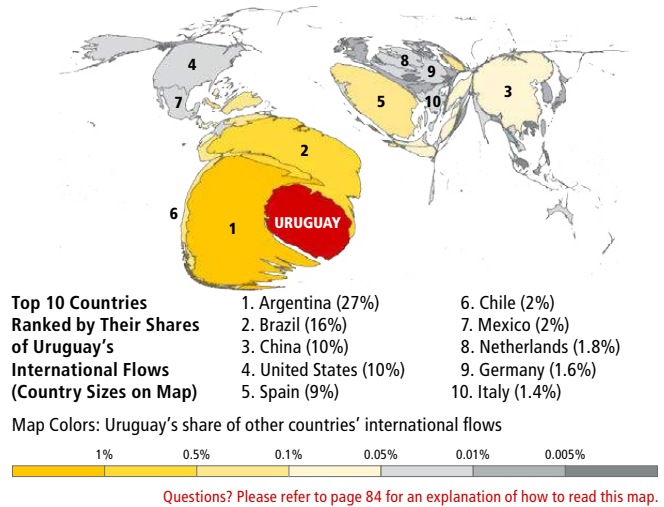 4
8
9
7
5
10
3
2
6
1
URUGUAY
Top 10 Countries
Ranked by Their Shares
of Uruguay's
International Flows
(Country Sizes on Map)
1. Argentina (27%)
2. Brazil (16%)
3. China (10%)
4. United States (10%)
5. Spain (9%)
6. Chile (2%)
7. Mexico (2%)
8. Netherlands (1.8%)
9. Germany (1.6%)
10. Italy (1.4%)
Map Colors: Uruguay's share of other countries' international flows
1% 0.5% 0.1% 0.05% 0.01% 0.005%
Questions? Please refer to page 84 for an explanation of how to read this map.